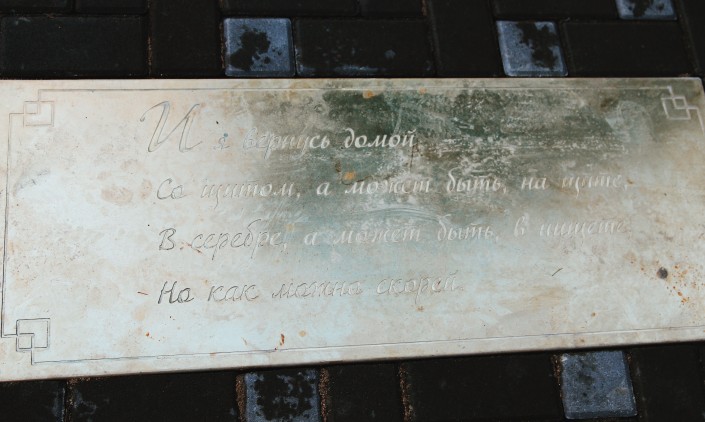 И я вернусь домой
Со щитом, а может быть, на щите,
В серебре, а может быть, в нищете,
Но как можно скорей.